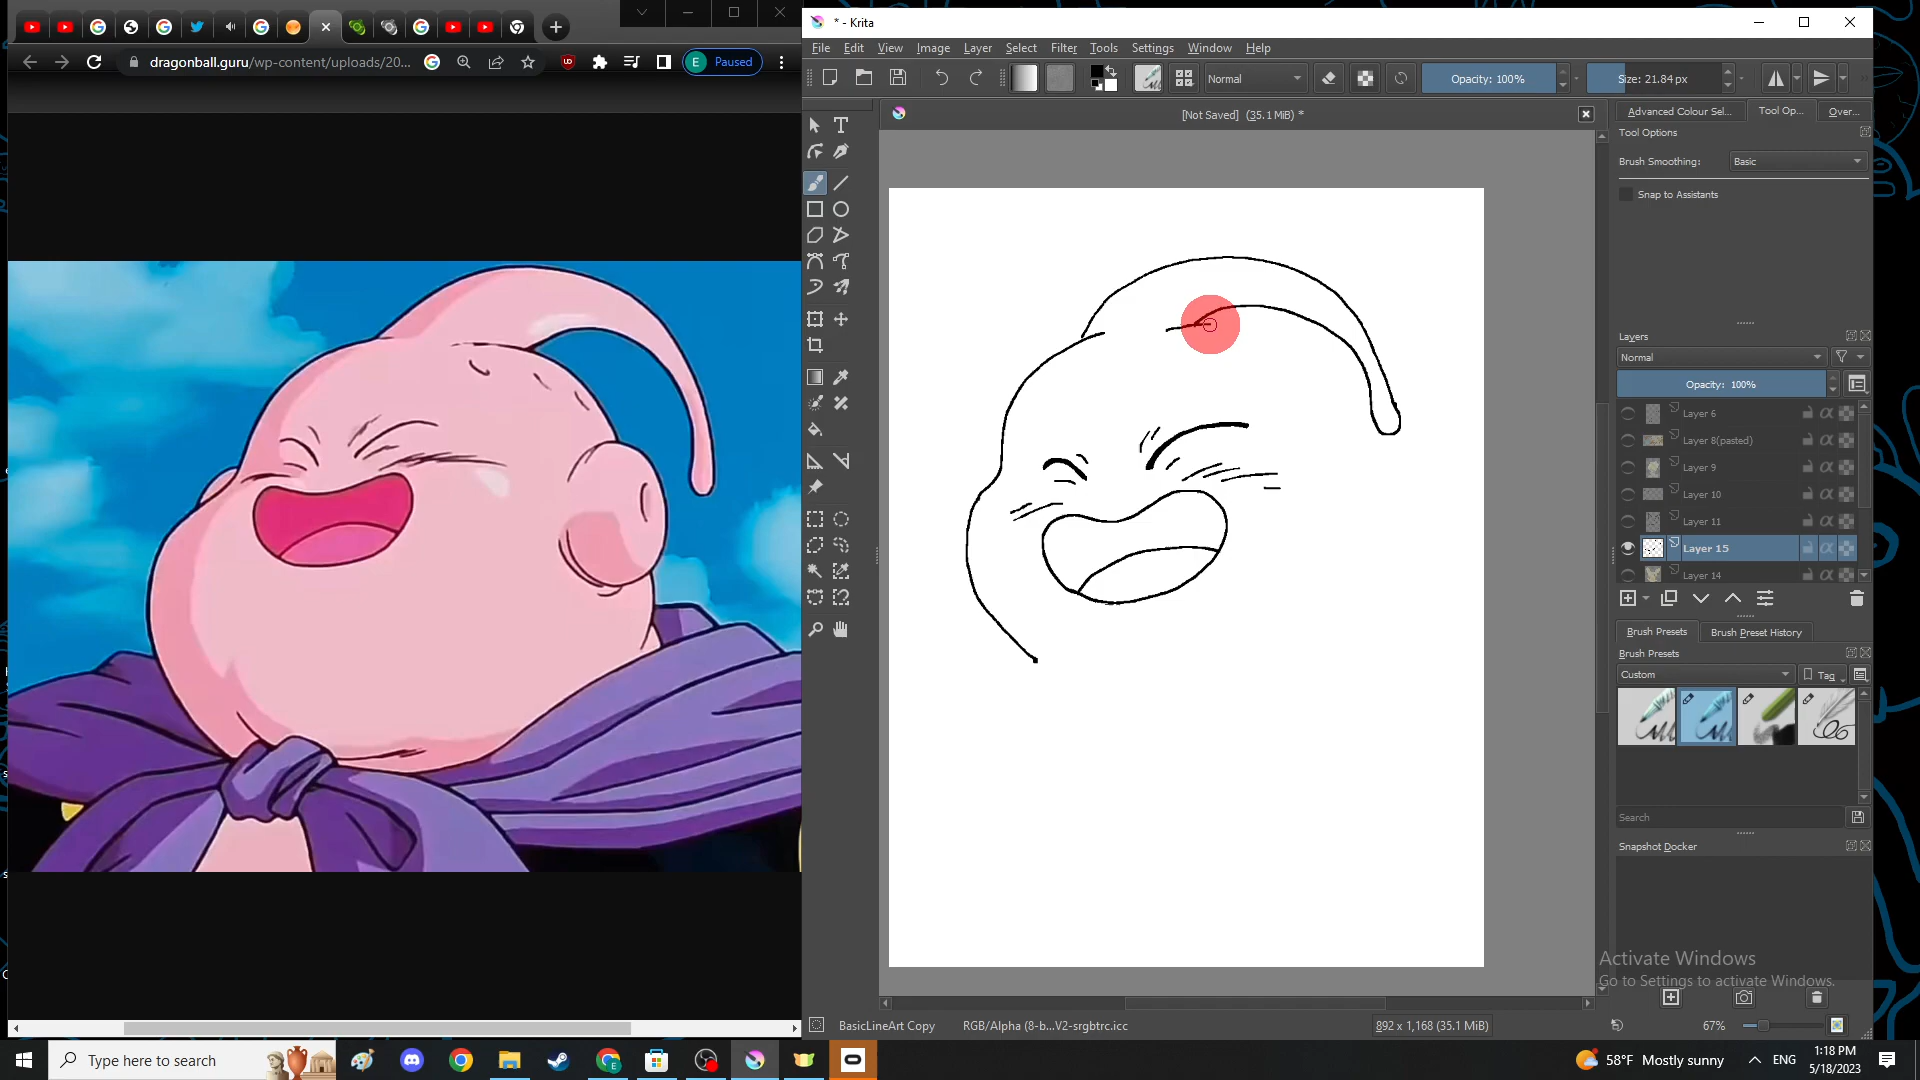 dragonball.guru/wp-content/uploads/20...
E
Paused
* - Krita
File Edit View Image Layer Select Filter Tools Settings Window Help
Normal
Opacity: 100%
Size: 21.84 px
[Not Saved] (35.1 MiB) *
Advanced Colour Sel...
Tool Op...
Over...
Tool Options
Brush Smoothing:
Basic
Snap to Assistants
Layers
Normal
Opacity: 100%
Layer 6
Layer 8(pasted)
Layer 9
Layer 10
Layer 11
Layer 15
Layer 14
Brush Presets
Brush Preset History
Brush Presets
Custom
Tag
Search
Snapshot Docker
Activate Windows
Go to Settings to activate Windows.
BasicLineArt Copy
RGB/Alpha (8-b...V2-srgbtrc.icc
892 x 1,168 (35.1 MiB)
67%
Type here to search
58°F Mostly sunny
ENG
1:18 PM
5/18/2023